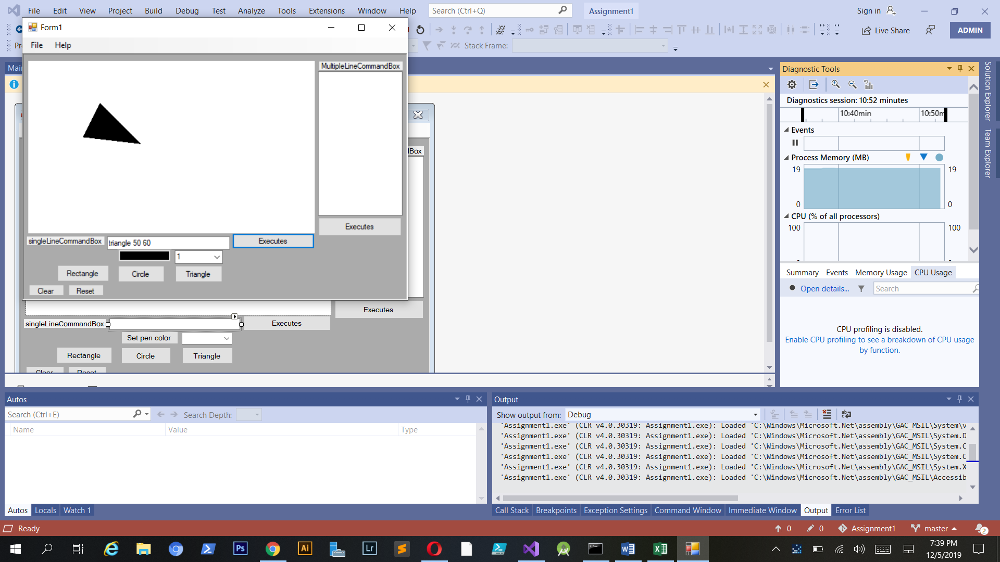 File Edit View Project Build Debug Test Analyze Tools Extensions Window Help Search (Ctrl+Q) Assignment1 Sign in
Form1
Live Share ADMIN
File Help
Stack Frame:
MultipleLineCommandBox
singleLineCommandBox triangle 50 60 Executes
Executes
1
Rectangle Circle Triangle
Clear Reset
Executes
singleLineCommandBox Executes
Set pen color
Rectangle Circle Triangle
Clear Reset
Diagnostic Tools
Diagnostics session: 10:52 minutes
10:40min
Events
Process Memory (MB)
19 19
0 0
CPU (% of all processors)
100 100
Summary Events Memory Usage CPU Usage
Open details... Search
CPU profiling is disabled.
Enable CPU profiling to see a breakdown of CPU usage
by function.
Solution Explorer
Team Explorer
Autos
Search (Ctrl+E) Search Depth:
Name Value Type
Autos Locals Watch 1
Output
Show output from: Debug
'Assignment1.exe' (CLR v4.0.30319: Assignment1.exe): Loaded 'C:\Windows\Microsoft.Net\assembly\GAC_MSIL\System\v
'Assignment1.exe' (CLR v4.0.30319: Assignment1.exe): Loaded 'C:\Windows\Microsoft.Net\assembly\GAC_MSIL\System.D
'Assignment1.exe' (CLR v4.0.30319: Assignment1.exe): Loaded 'C:\Windows\Microsoft.Net\assembly\GAC_MSIL\System.C
'Assignment1.exe' (CLR v4.0.30319: Assignment1.exe): Loaded 'C:\Windows\Microsoft.Net\assembly\GAC_MSIL\System.C
'Assignment1.exe' (CLR v4.0.30319: Assignment1.exe): Loaded 'C:\Windows\Microsoft.Net\assembly\GAC_MSIL\System.X
'Assignment1.exe' (CLR v4.0.30319: Assignment1.exe): Loaded 'C:\Windows\Microsoft.Net\assembly\GAC_MSIL\Accessib
Call Stack Breakpoints Exception Settings Command Window Immediate Window Output Error List
Ready 0 0 Assignment1 master 2
Ps Ai Lr
7:39 PM
12/5/2019